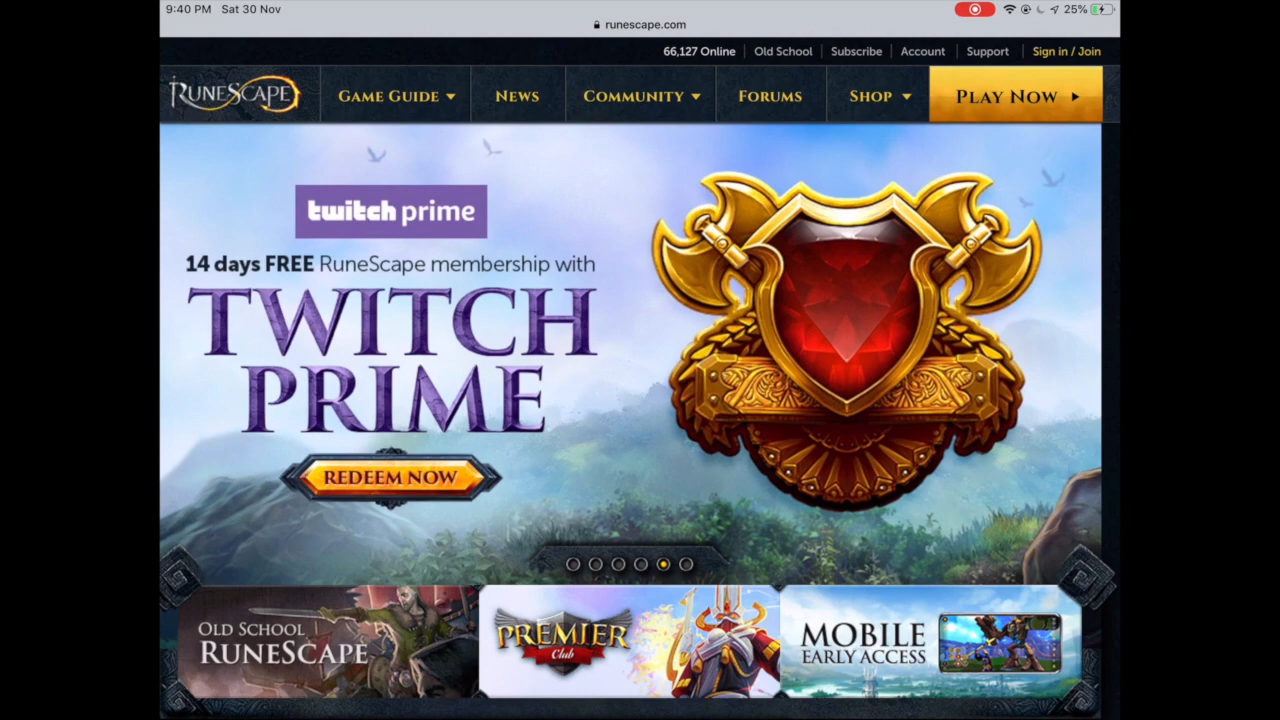 9:40 PM Sat 30 Nov 25%
runescape.com
66,127 Online Old School Subscribe Account Support Sign in / Join
RUNESCAPE GAME GUIDE NEWS COMMUNITY FORUMS SHOP PLAY NOW
twitch prime
14 days FREE RuneScape membership with
TWITCH
PRIME
REDEEM NOW
OLD SCHOOL
RUNESCAPE
PREMIER
Club
MOBILE
EARLY ACCESS